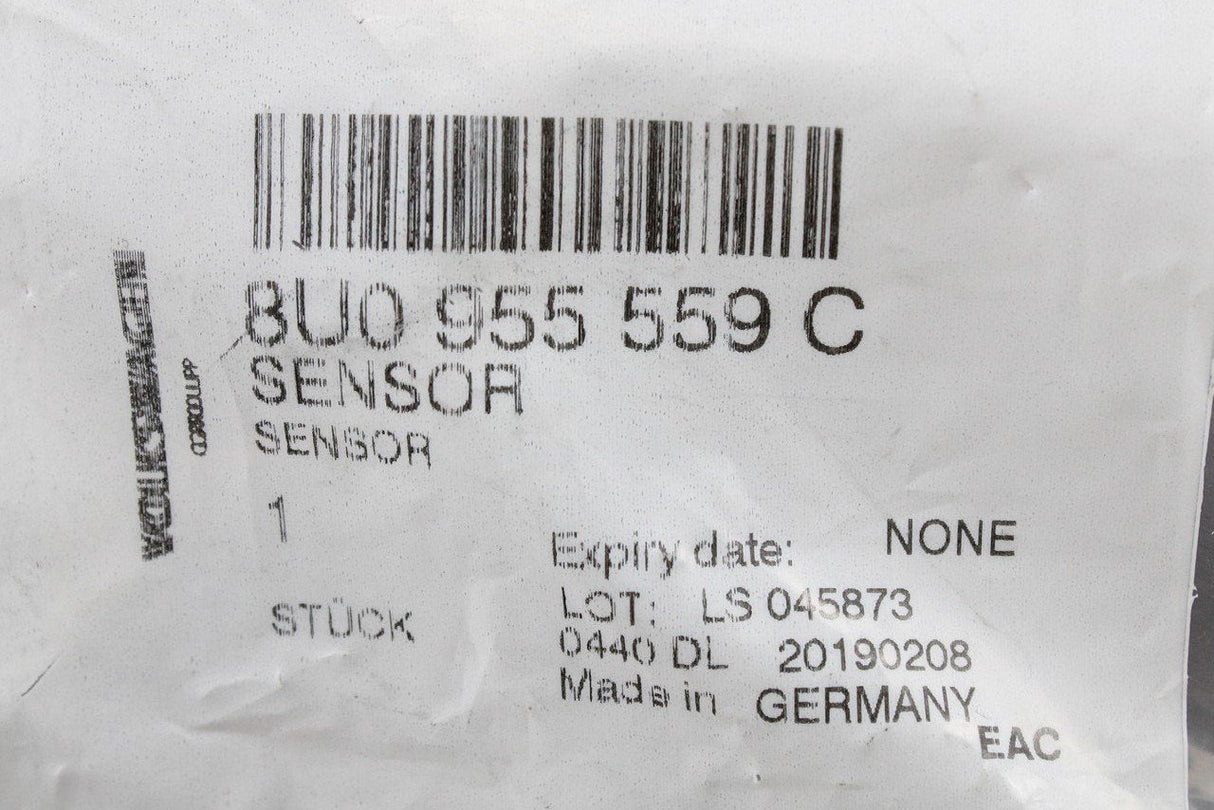 8U0 955 559 C
SENSOR
SENSOR
1
STÜCK
Expiry date: NONE
LOT: LS 045873
0440 DL 20190208
Made in GERMANY
EAC